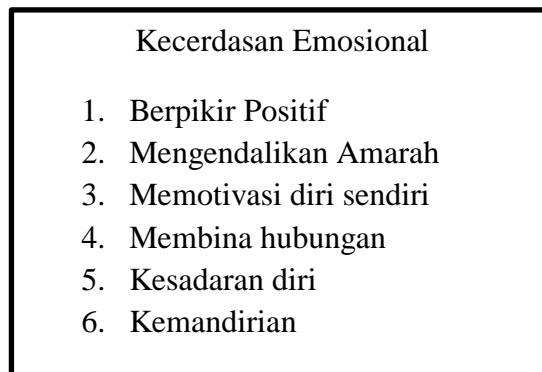 Kecerdasan Emosional
1. Berpikir Positif
2. Mengendalikan Amarah
3. Memotivasi diri sendiri
4. Membina hubungan
5. Kesadaran diri
6. Kemandirian